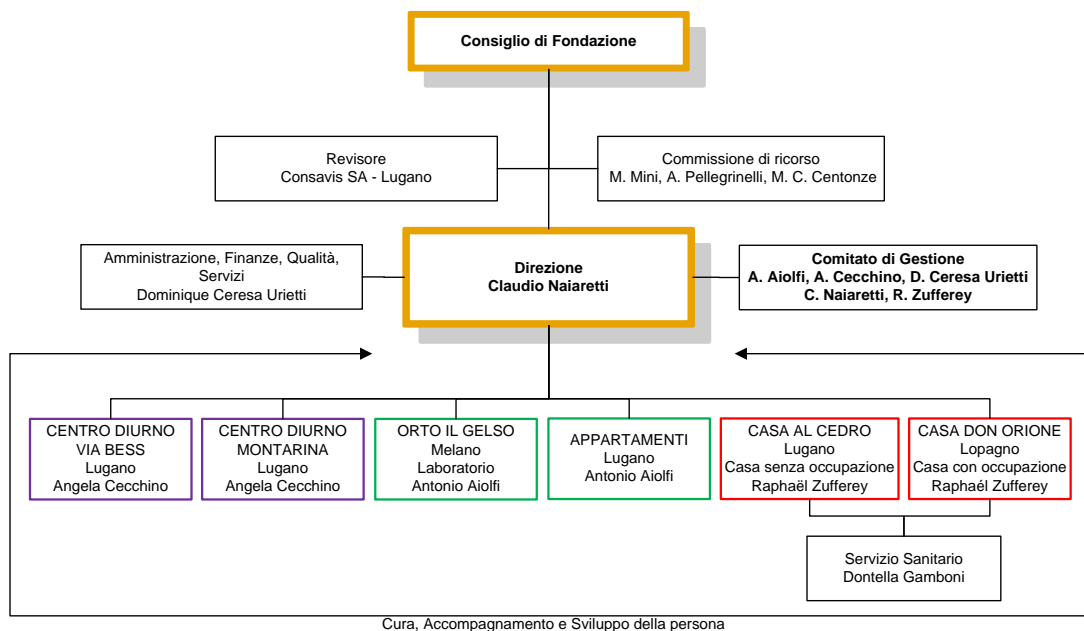 Consiglio di Fondazione
Revisore
Consavis SA - Lugano
Commissione di ricorso
M. Mini, A. Pellegrinelli, M. C. Centonze
Amministrazione, Finanze, Qualità,
Servizi
Dominique Ceresa Urietti
Direzione
Claudio Naiaretti
Comitato di Gestione
A. Aiolfi, A. Cecchino, D. Ceresa Urietti
C. Naiaretti, R. Zufferey
CENTRO DIURNO
VIA BESS
Lugano
Angela Cecchino
CENTRO DIURNO
MONTARINA
Lugano
Angela Cecchino
ORTO IL GELSO
Melano
Laboratorio
Antonio Aiolfi
APPARTAMENTI
Lugano
Antonio Aiolfi
CASA AL CEDRO
Lugano
Casa senza occupazione
Raphaël Zufferey
CASA DON ORIONE
Lopagno
Casa con occupazione
Raphaél Zufferey
Servizio Sanitario
Dontella Gamboni
Cura, Accompagnamento e Sviluppo della persona